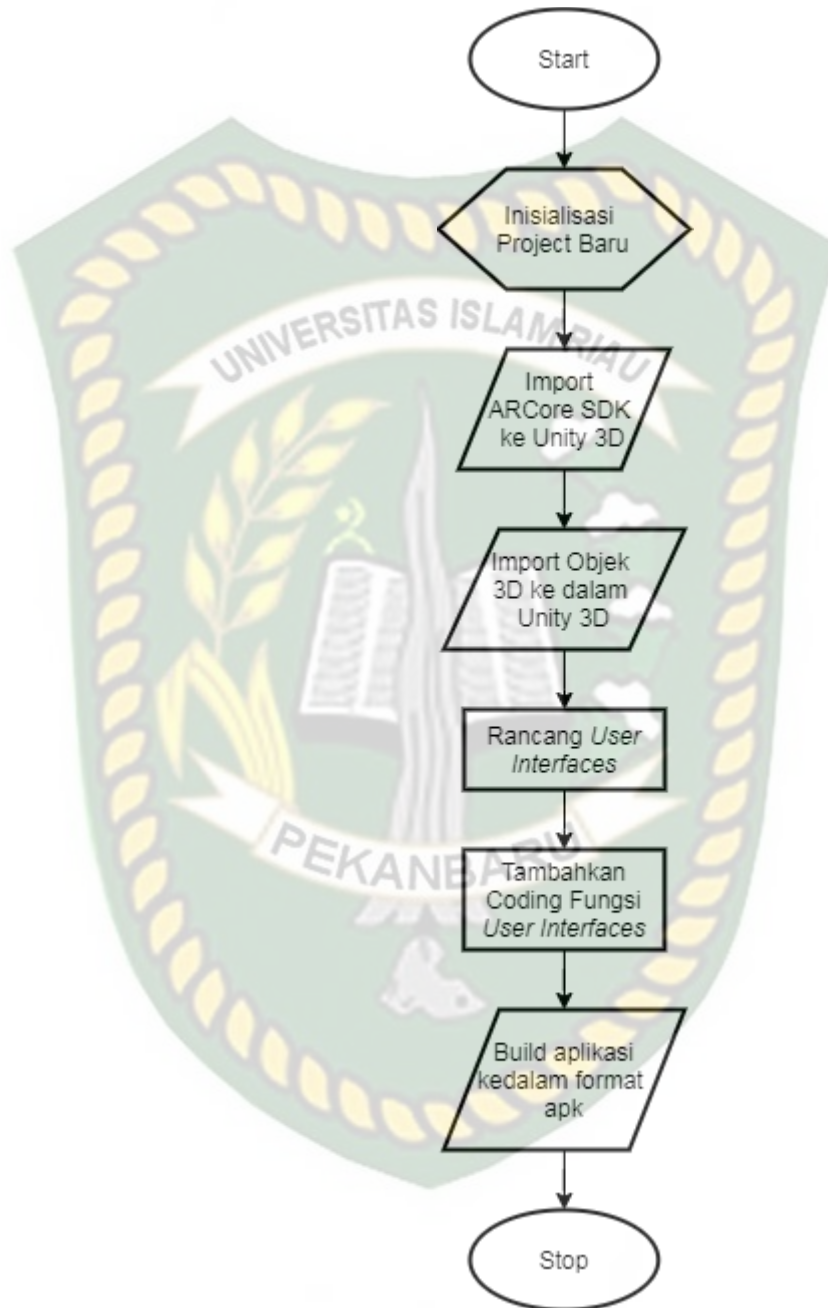 Start
Inisialisasi
Project Baru
UNIVERSITAS ISLAM RIAU
Import
ARCore SDK
ke Unity 3D
Import Objek
3D ke dalam
Unity 3D
Rancang User
Interfaces
PEKANBARU
Tambahkan
Coding Fungsi
User Interfaces
Build aplikasi
kedalam format
apk
Stop